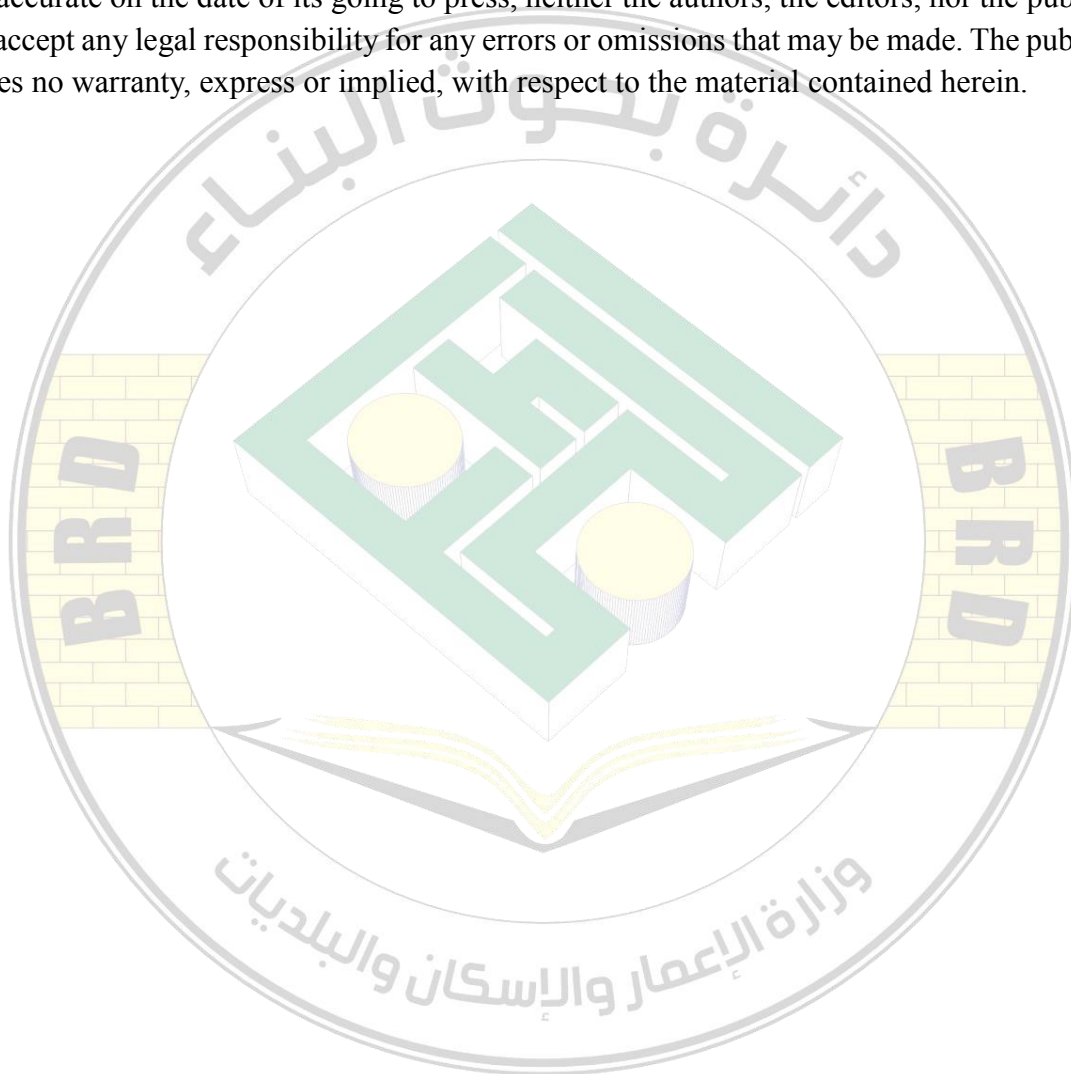 accurate on the date of its going to press, neither the authors, the editors, nor the pub
accept any legal responsibility for any errors or omissions that may be made. The pub
es no warranty, express or implied, with respect to the material contained herein.
دائرة بحوث البناء
BRD
BRD
وزارة الإعمار والإسكان والبلديات